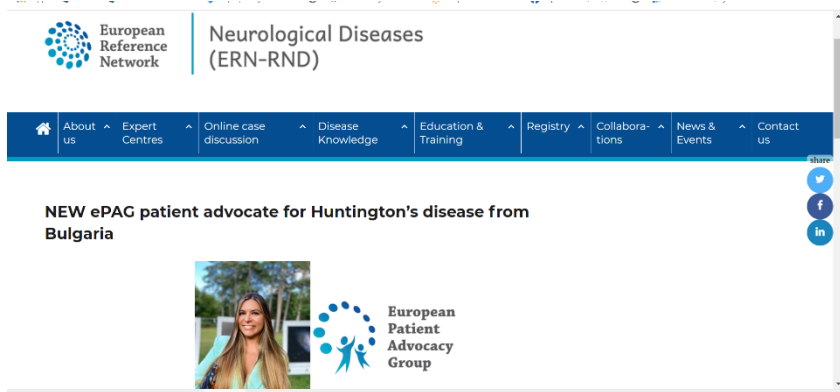 European
Reference
Network
Neurological Diseases
(ERN-RND)
About us
Expert Centres
Online case discussion
Disease Knowledge
Education & Training
Registry
Collabora-tions
News & Events
Contact us
share
NEW ePAG patient advocate for Huntington's disease from
Bulgaria
European
Patient
Advocacy
Group